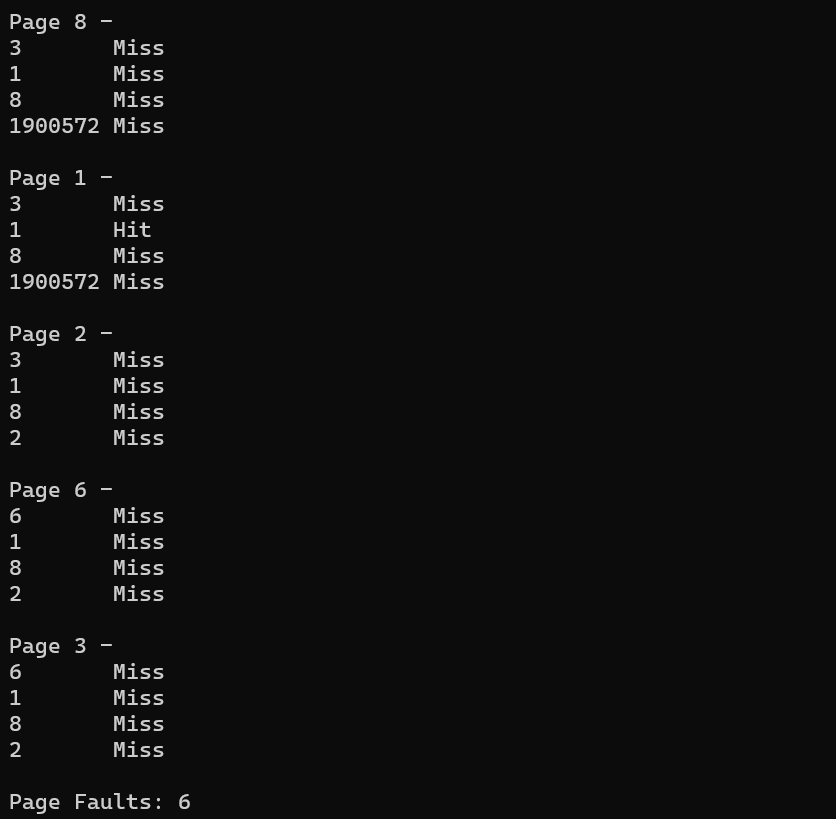 Page 8 -
3 Miss
1 Miss
8 Miss
1900572 Miss
Page 1 -
3 Miss
1 Hit
8 Miss
1900572 Miss
Page 2 -
3 Miss
1 Miss
8 Miss
2 Miss
Page 6 -
6 Miss
1 Miss
8 Miss
2 Miss
Page 3 -
6 Miss
1 Miss
8 Miss
2 Miss
Page Faults: 6